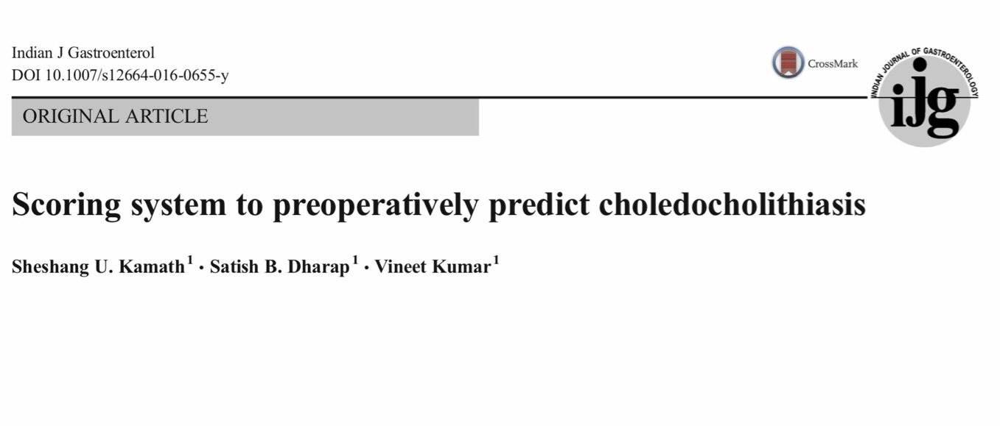 Indian J Gastroenterol
DOI 10.1007/s12664-016-0655-y
CrossMark
INDIAN JOURNAL OF GASTROENTEROLOGY
ijg
ORIGINAL ARTICLE
Scoring system to preoperatively predict choledocholithiasis
Sheshang U. Kamath¹ · Satish B. Dharap¹ · Vineet Kumar¹